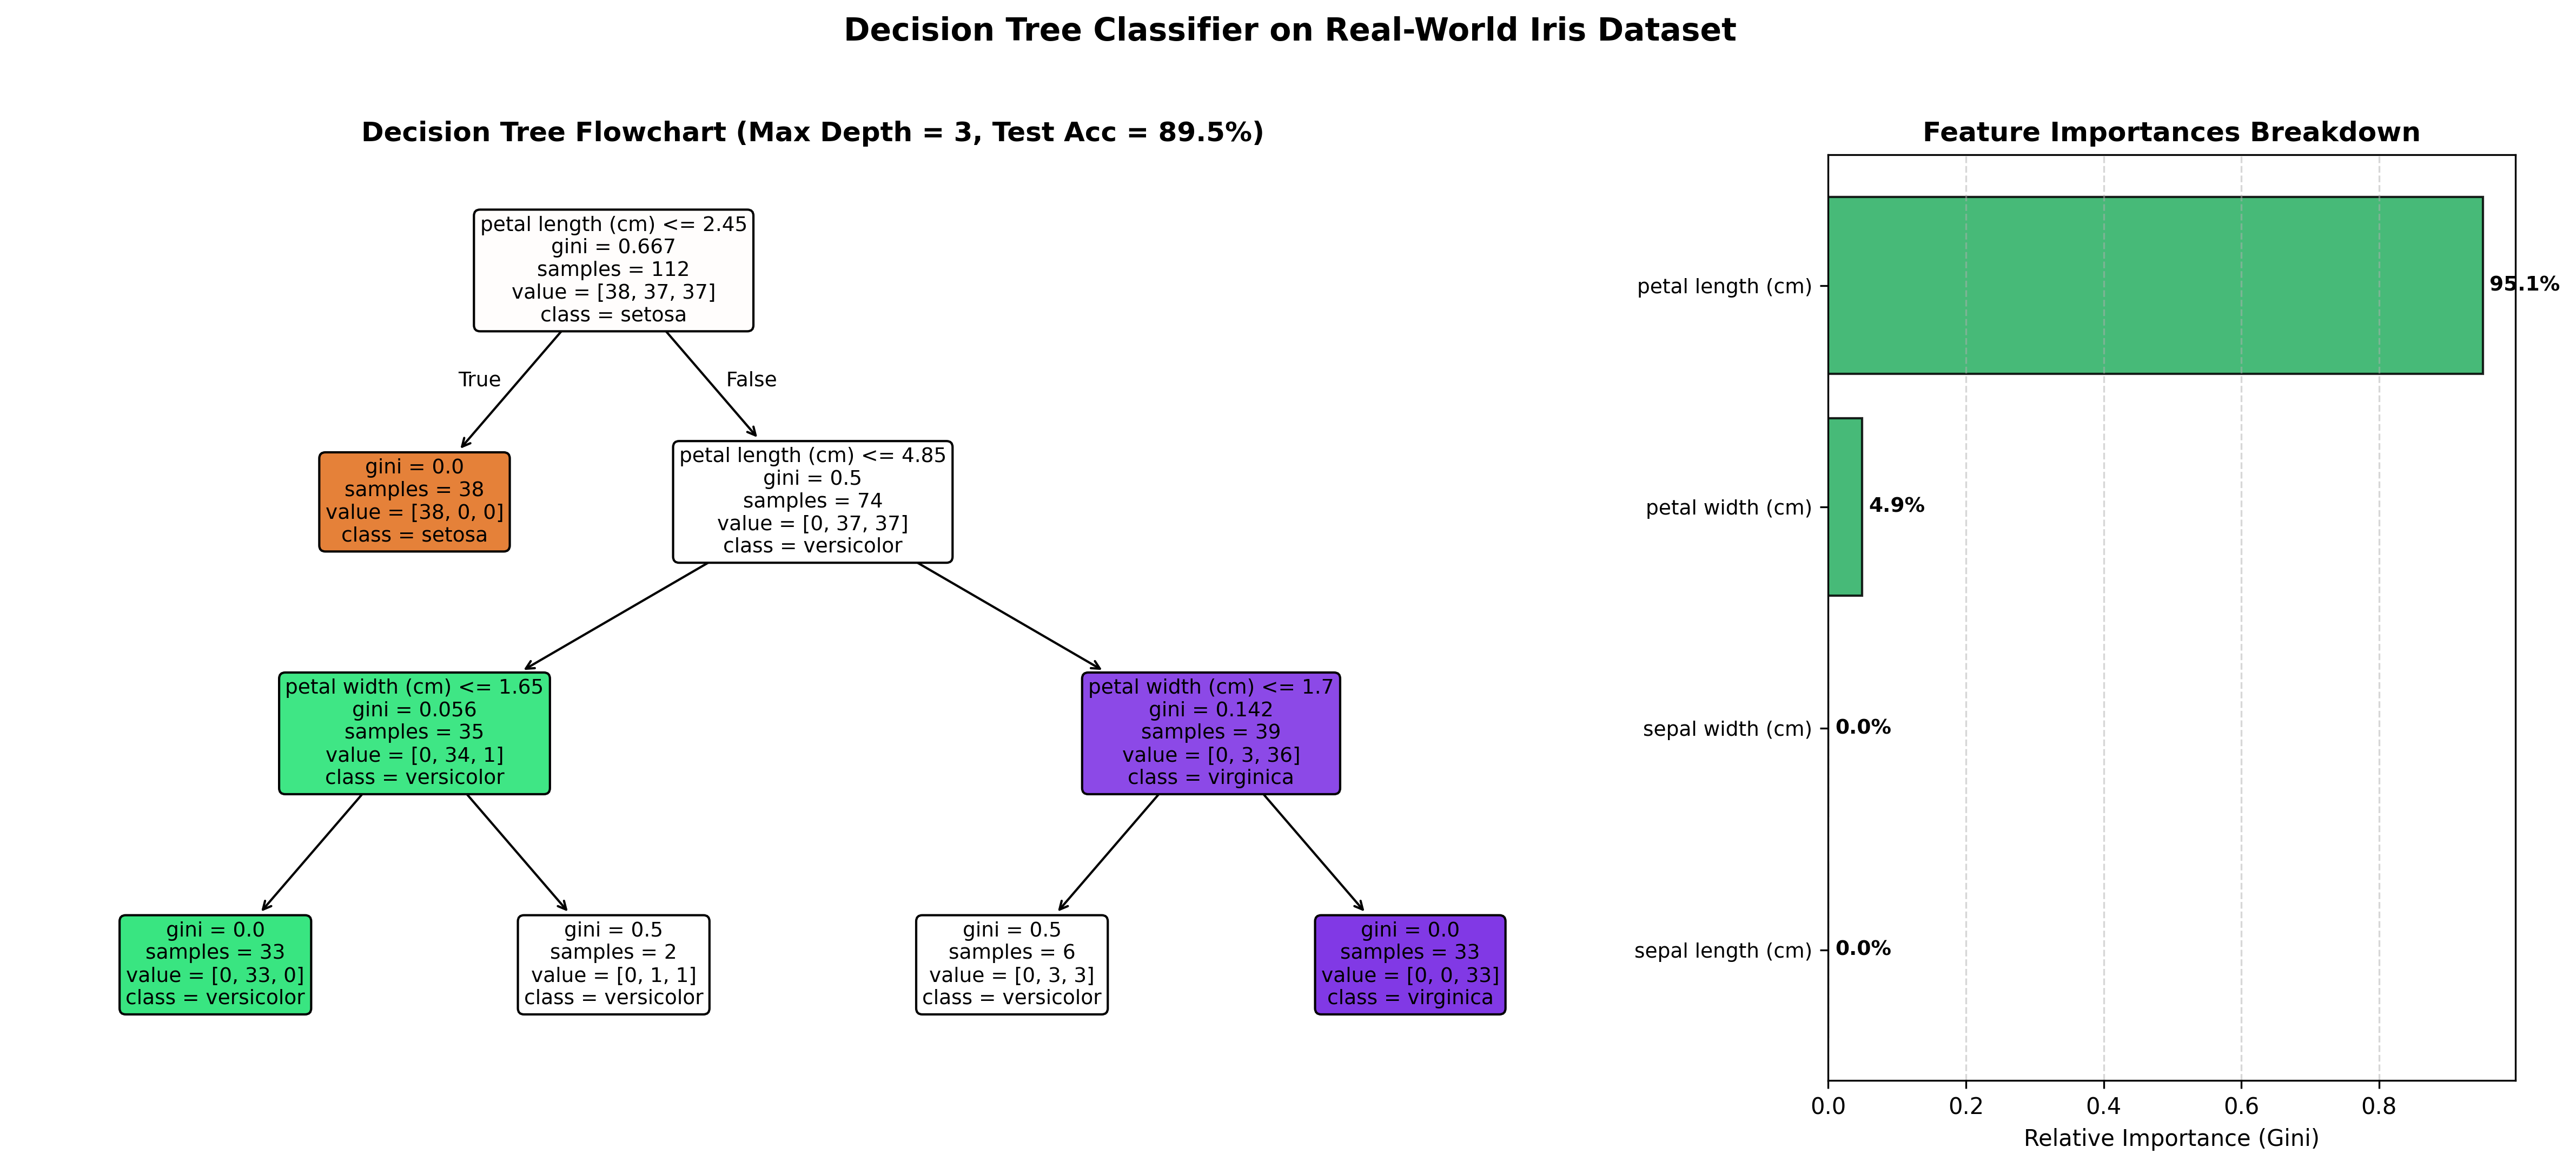 Decision Tree Classifier on Real-World Iris Dataset
Decision Tree Flowchart (Max Depth = 3, Test Acc = 89.5%)
petal length (cm) <= 2.45
gini = 0.667
samples = 112
value = [38, 37, 37]
class = setosa
True
False
gini = 0.0
samples = 38
value = [38, 0, 0]
class = setosa
petal length (cm) <= 4.85
gini = 0.5
samples = 74
value = [0, 37, 37]
class = versicolor
petal width (cm) <= 1.65
gini = 0.056
samples = 35
value = [0, 34, 1]
class = versicolor
petal width (cm) <= 1.7
gini = 0.142
samples = 39
value = [0, 3, 36]
class = virginica
gini = 0.0
samples = 33
value = [0, 33, 0]
class = versicolor
gini = 0.5
samples = 2
value = [0, 1, 1]
class = versicolor
gini = 0.5
samples = 6
value = [0, 3, 3]
class = versicolor
gini = 0.0
samples = 33
value = [0, 0, 33]
class = virginica
Feature Importances Breakdown
petal length (cm) 95.1%
petal width (cm) 4.9%
sepal width (cm) 0.0%
sepal length (cm) 0.0%
0.0 0.2 0.4 0.6 0.8
Relative Importance (Gini)